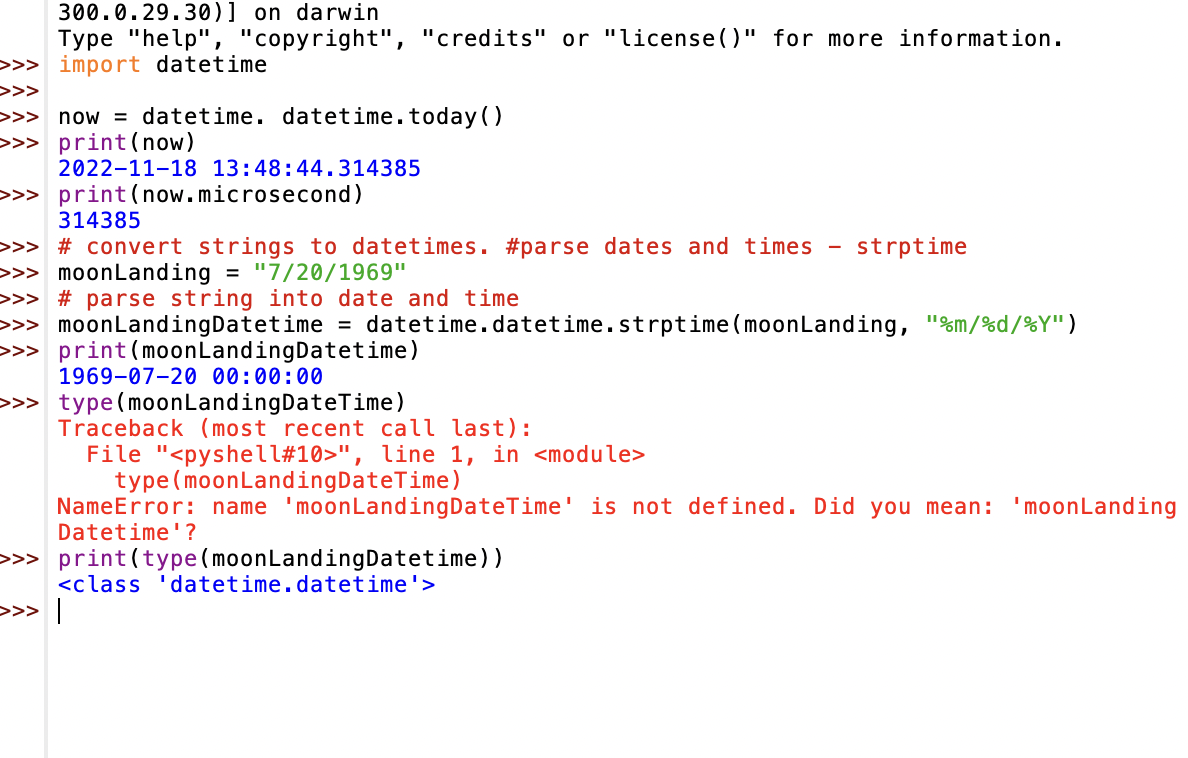 300.0.29.30)] on darwin
Type "help", "copyright", "credits" or "license()" for more information.
>>> import datetime
>>>
>>> now = datetime. datetime.today()
>>> print(now)
2022-11-18 13:48:44.314385
>>> print(now.microsecond)
314385
>>> # convert strings to datetimes. #parse dates and times - strptime
>>> moonLanding = "7/20/1969"
>>> # parse string into date and time
>>> moonLandingDatetime = datetime.datetime.strptime(moonLanding, "%m/%d/%Y")
>>> print(moonLandingDatetime)
1969-07-20 00:00:00
>>> type(moonLandingDateTime)
Traceback (most recent call last):
  File "<pyshell#10>", line 1, in <module>
    type(moonLandingDateTime)
NameError: name 'moonLandingDateTime' is not defined. Did you mean: 'moonLanding
Datetime'?
>>> print(type(moonLandingDatetime))
<class 'datetime.datetime'>
>>>